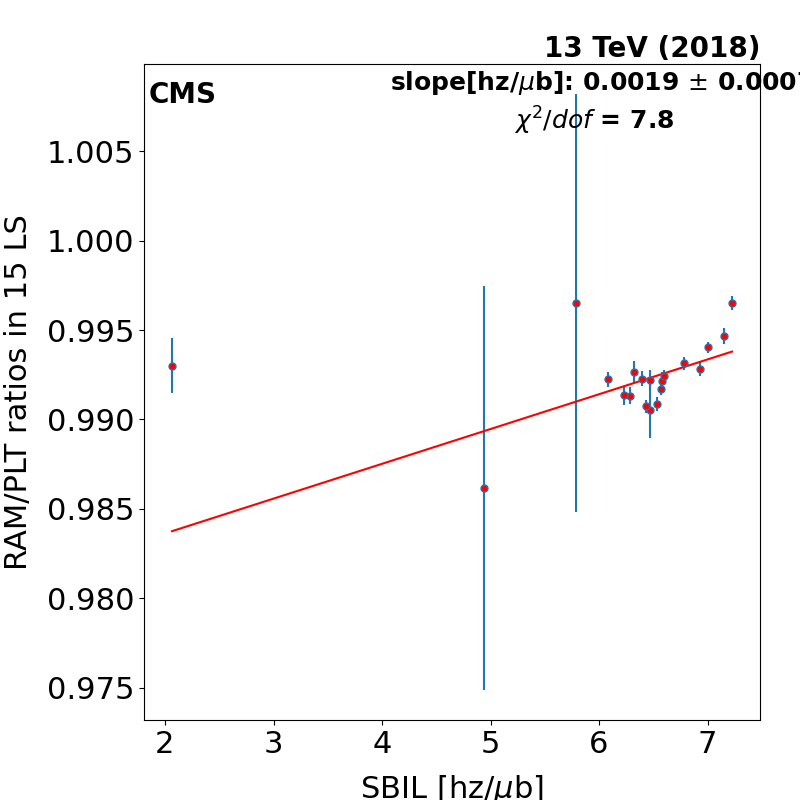 13 TeV (2018)
CMS
slope[hz/μb]: 0.0019 ± 0.0007
χ²/dof = 7.8
1.005
1.000
0.995
0.990
0.985
0.980
0.975
RAM/PLT ratios in 15 LS
2 3 4 5 6 7
SBIL [hz/μb]